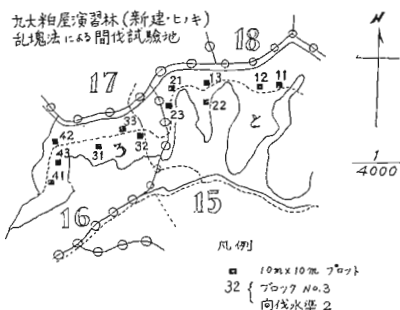 九大粕屋演習林(新建・ヒノキ)
乱塊法による間伐試験地
N
18
17
21
13
12
11
33
23
22
42
ろ
と
32
43
31
41
16
15
1
4000
凡例
10m×10m プロット
32
ブロック No.3
間伐水準 2